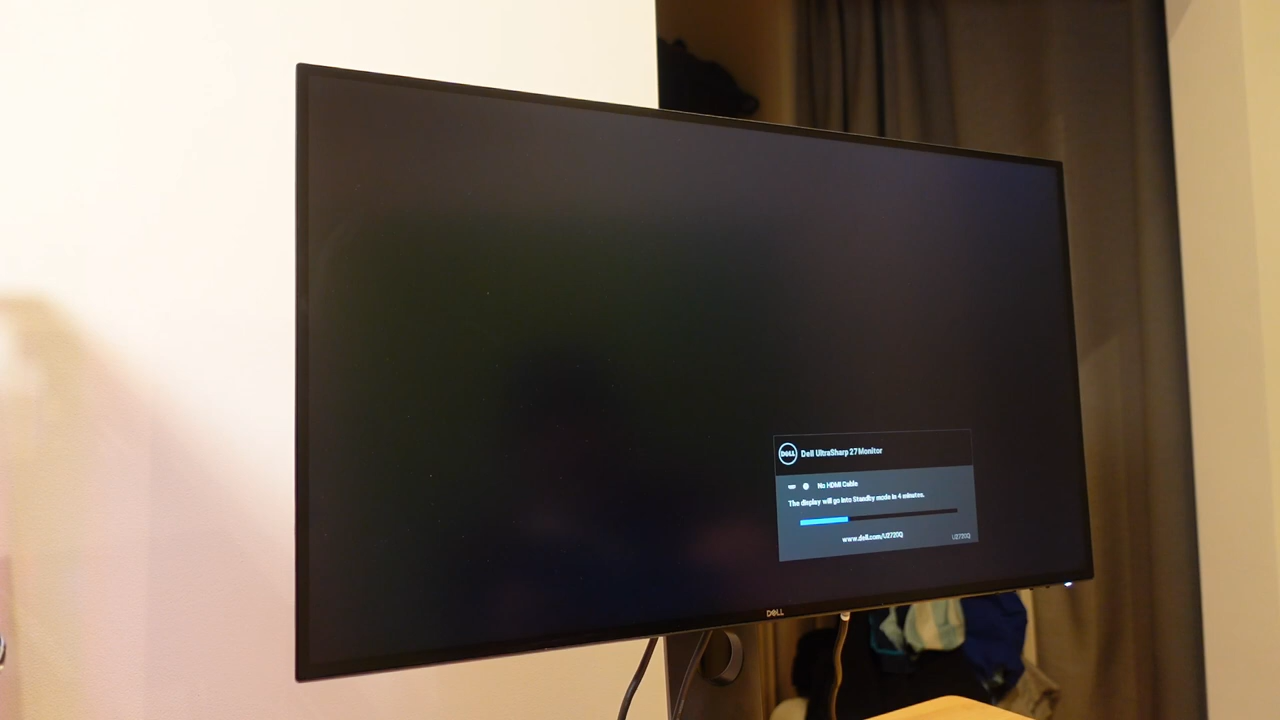 DELL
Dell UltraSharp 27 Monitor
No HDMI Cable
The display will go into Standby mode in 4 minutes.
www.dell.com/U2720Q
U2720Q
DELL